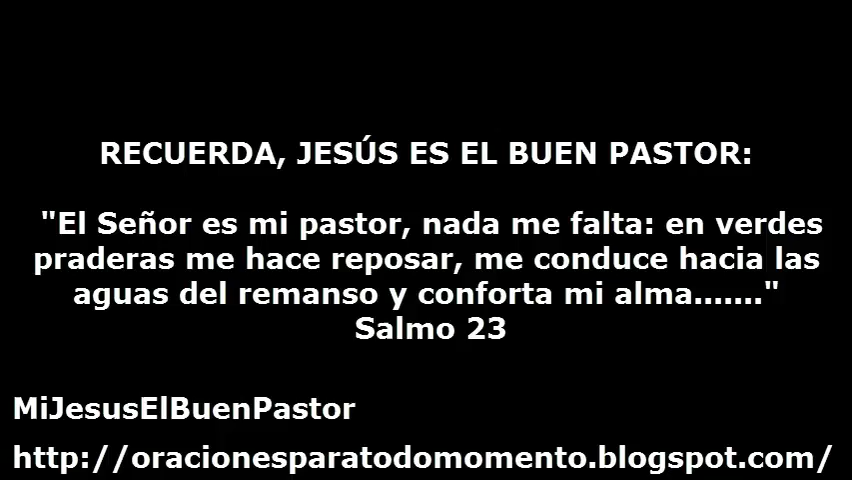 RECUERDA, JESÚS ES EL BUEN PASTOR:
"El Señor es mi pastor, nada me falta: en verdes
praderas me hace reposar, me conduce hacia las
aguas del remanso y conforta mi alma......."
Salmo 23
MiJesusElBuenPastor
http://oracionesparatodomomento.blogspot.com/